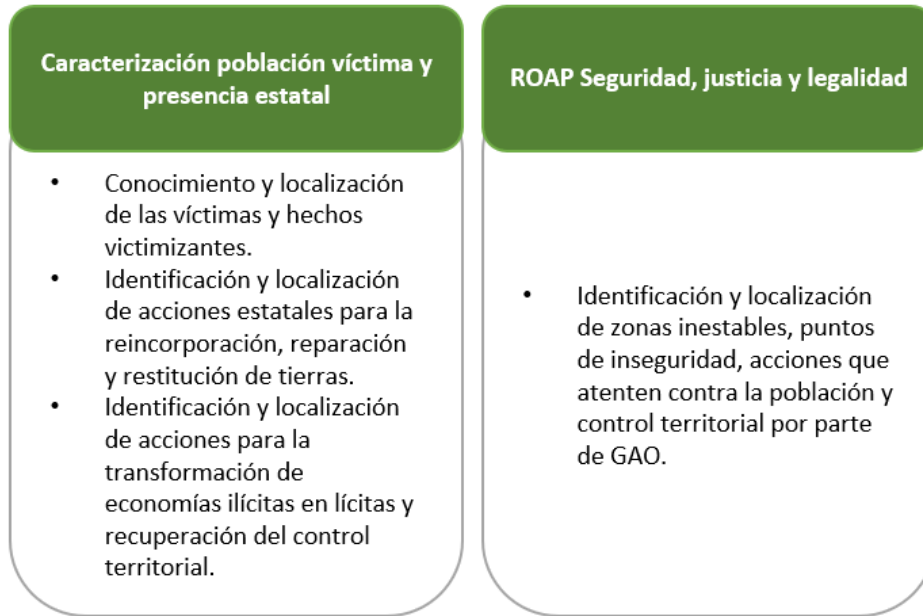 Caracterización población víctima y
presencia estatal
• Conocimiento y localización
de las víctimas y hechos
victimizantes.
• Identificación y localización
de acciones estatales para la
reincorporación, reparación
y restitución de tierras.
• Identificación y localización
de acciones para la
transformación de
economías ilícitas en lícitas y
recuperación del control
territorial.
ROAP Seguridad, justicia y legalidad
• Identificación y localización
de zonas inestables, puntos
de inseguridad, acciones que
atenten contra la población y
control territorial por parte
de GAO.